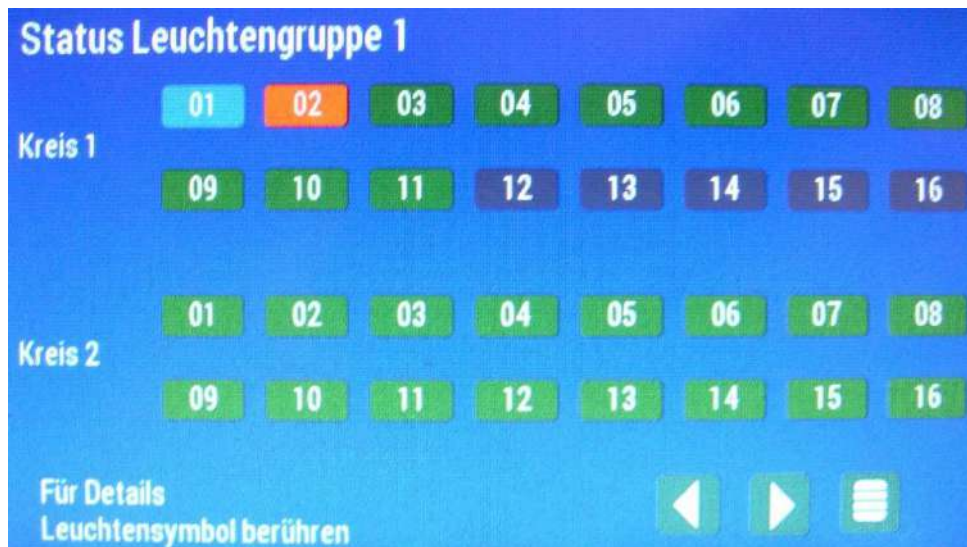 Status Leuchtengruppe 1
01 02 03 04 05 06 07 08
Kreis 1
09 10 11 12 13 14 15 16
01 02 03 04 05 06 07 08
Kreis 2
09 10 11 12 13 14 15 16
Für Details
Leuchtensymbol berühren